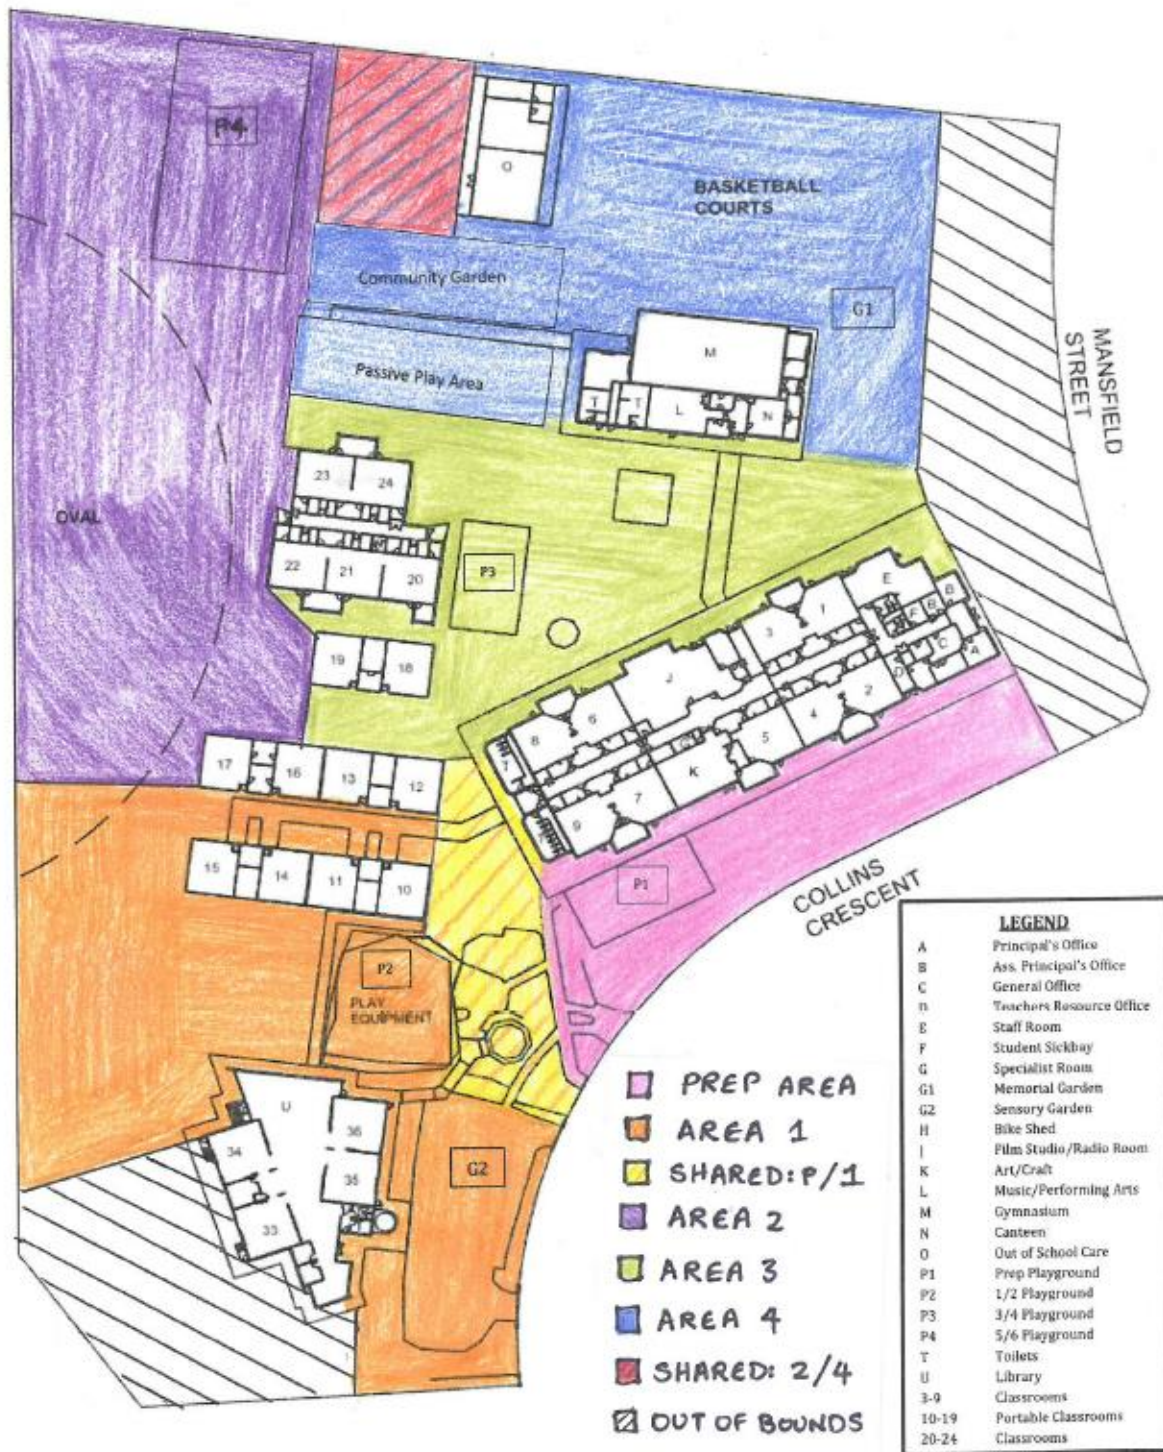 P4
O
BASKETBALL
COURTS
Community Garden
G1
M
MANSFIELD
STREET
Passive Play Area
T
T
L
N
23
24
OVAL
22
21
20
P3
E
1
B
F
B
3
C
A
19
18
J
D
2
6
4
8
5
G
17
16
13
12
T
K
7
9
15
14
11
10
P1
COLLINS
CRESCENT
P2
PLAY
EQUIPMENT
U
36
34
35
33
G2
PREP AREA
AREA 1
SHARED: P/1
AREA 2
AREA 3
AREA 4
SHARED: 2/4
OUT OF BOUNDS
LEGEND
A Principal's Office
B Ass. Principal's Office
C General Office
D Teachers Resource Office
E Staff Room
F Student Sickbay
G Specialist Room
G1 Memorial Garden
G2 Sensory Garden
H Bike Shed
Film Studio/Radio Room
K Art/Craft
L Music/Performing Arts
M Gymnasium
N Canteen
O Out of School Care
P1 Prep Playground
P2 1/2 Playground
P3 3/4 Playground
P4 5/6 Playground
T Toilets
U Library
3-9 Classrooms
10-19 Portable Classrooms
20-24 Classrooms